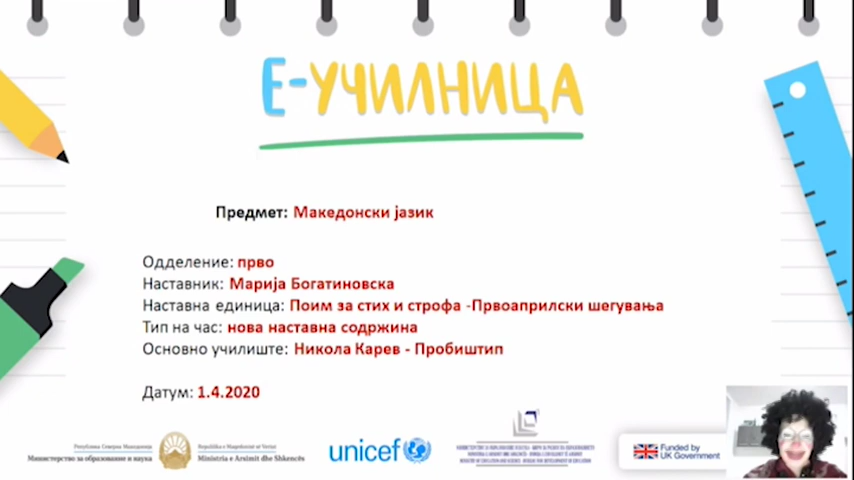 Е-УЧИЛНИЦА
Предмет: Македонски јазик
Одделение: прво
Наставник: Марија Богатиновска
Наставна единица: Поим за стих и строфа -Првоаприлски шегувања
Тип на час: нова наставна содржина
Основно училиште: Никола Карев - Пробиштип
Датум: 1.4.2020
Република Северна Македонија
Министерство за образование и наука
Republika e Maqedonisë së Veriut
Ministria e Arsimit dhe Shkencës
unicef
Funded by
UK Government